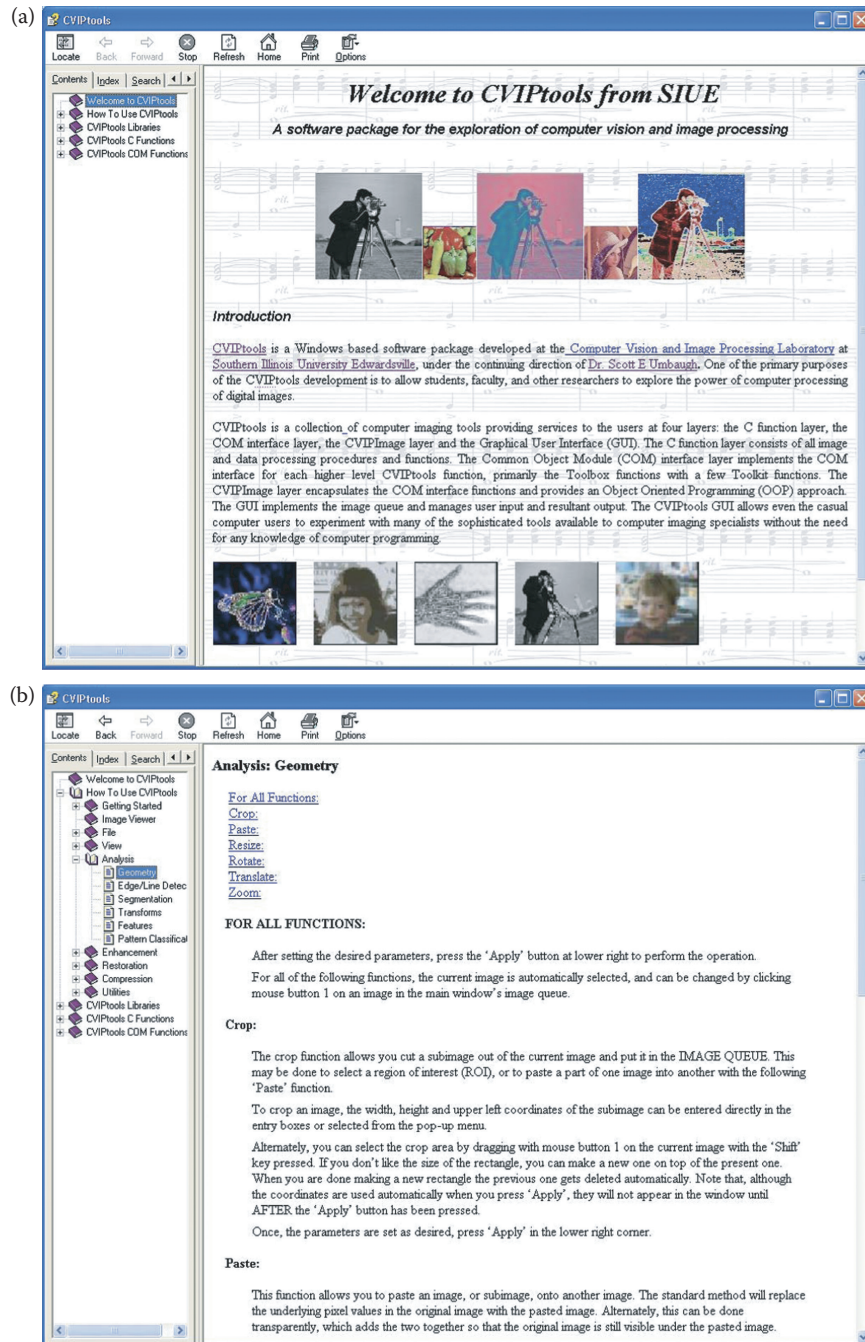 (a)
CVIPtools
Locate Back Forward Stop Refresh Home Print Options
Contents Index Search
Welcome to CVIPtools
How To Use CVIPtools
CVIPtools Libraries
CVIPtools C Functions
CVIPtools COM Functions
Welcome to CVIPtools from SIUE
A software package for the exploration of computer vision and image processing
Introduction
CVIPtools is a Windows based software package developed at the Computer Vision and Image Processing Laboratory at
Southern Illinois University Edwardsville, under the continuing direction of Dr. Scott E Umbaugh. One of the primary purposes
of the CVIPtools development is to allow students, faculty, and other researchers to explore the power of computer processing
of digital images.
CVIPtools is a collection of computer imaging tools providing services to the users at four layers: the C function layer, the
COM interface layer, the CVIPImage layer and the Graphical User Interface (GUI). The C function layer consists of all image
and data processing procedures and functions. The Common Object Module (COM) interface layer implements the COM
interface for each higher level CVIPtools function, primarily the Toolbox functions with a few Toolkit functions. The
CVIPImage layer encapsulates the COM interface functions and provides an Object Oriented Programming (OOP) approach.
The GUI implements the image queue and manages user input and resultant output. The CVIPtools GUI allows even the casual
computer users to experiment with many of the sophisticated tools available to computer imaging specialists without the need
for any knowledge of computer programming.
(b)
CVIPtools
Locate Back Forward Stop Refresh Home Print Options
Contents Index Search
Welcome to CVIPtools
How To Use CVIPtools
Getting Started
Image Viewer
File
View
Analysis
Geometry
Edge/Line Detec
Segmentation
Transforms
Features
Pattern Classificat
Enhancement
Restoration
Compression
Utilities
CVIPtools Libraries
CVIPtools C Functions
CVIPtools COM Functions
Analysis: Geometry
For All Functions:
Crop:
Paste:
Resize:
Rotate:
Translate:
Zoom:
FOR ALL FUNCTIONS:
After setting the desired parameters, press the 'Apply' button at lower right to perform the operation.
For all of the following functions, the current image is automatically selected, and can be changed by clicking
mouse button 1 on an image in the main window's image queue.
Crop:
The crop function allows you cut a subimage out of the current image and put it in the IMAGE QUEUE. This
may be done to select a region of interest (ROI), or to paste a part of one image into another with the following
'Paste' function.
To crop an image, the width, height and upper left coordinates of the subimage can be entered directly in the
entry boxes or selected from the pop-up menu.
Alternately, you can select the crop area by dragging with mouse button 1 on the current image with the 'Shift'
key pressed. If you don't like the size of the rectangle, you can make a new one on top of the present one.
When you are done making a new rectangle the previous one gets deleted automatically. Note that, although
the coordinates are used automatically when you press 'Apply', they will not appear in the window until
AFTER the 'Apply' button has been pressed.
Once, the parameters are set as desired, press 'Apply' in the lower right corner.
Paste:
This function allows you to paste an image, or subimage, onto another image. The standard method will replace
the underlying pixel values in the original image with the pasted image. Alternately, this can be done
transparently, which adds the two together so that the original image is still visible under the pasted image.